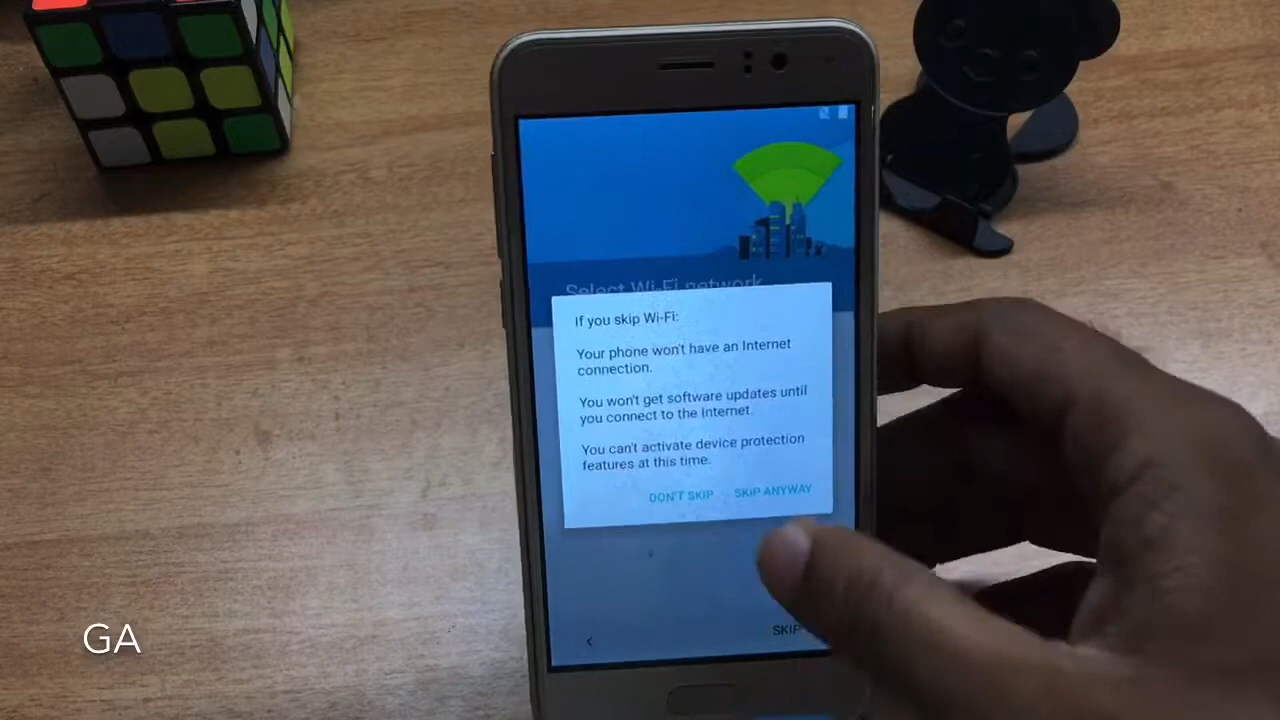 Select Wi-Fi network
If you skip Wi-Fi:
Your phone won't have an Internet
connection.
You won't get software updates until
you connect to the Internet.
You can't activate device protection
features at this time.
DON'T SKIP SKIP ANYWAY
SKIP
GA